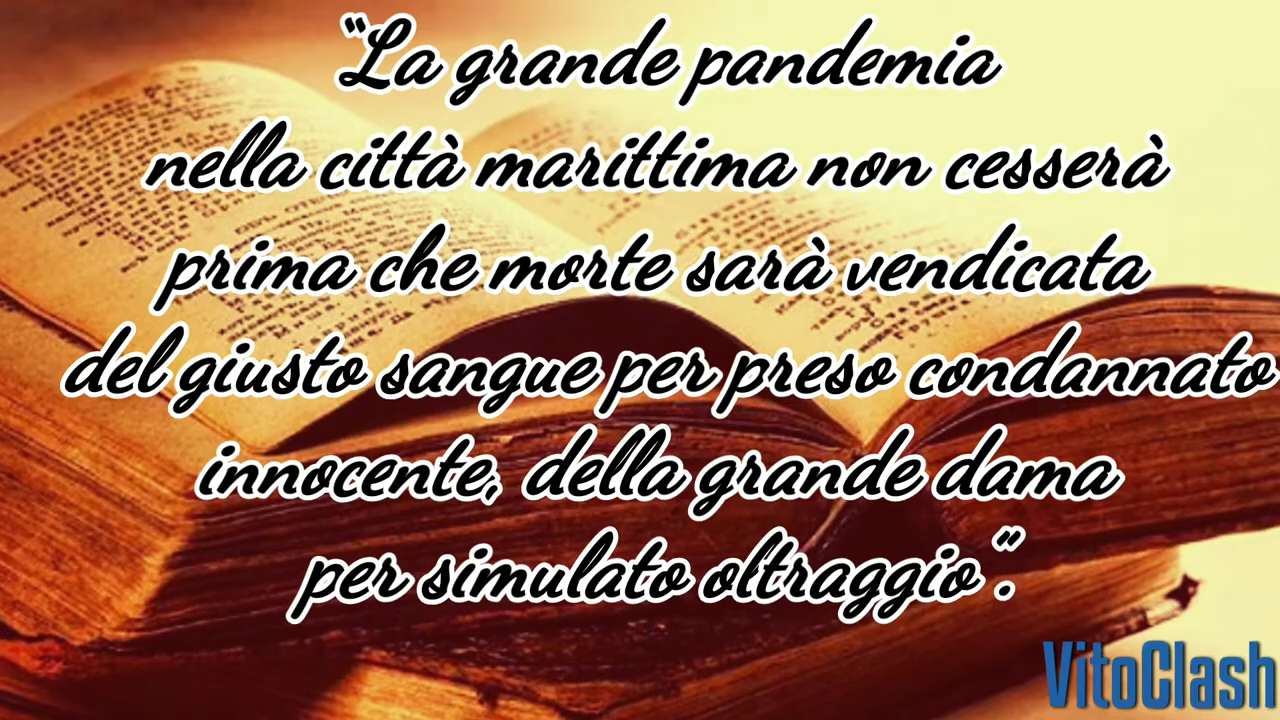 “La grande pandemia
nella città marittima non cesserà
prima che morte sarà vendicata
del giusto sangue per preso condannato
innocente, della grande dama
per simulato oltraggio”.
VitoClash